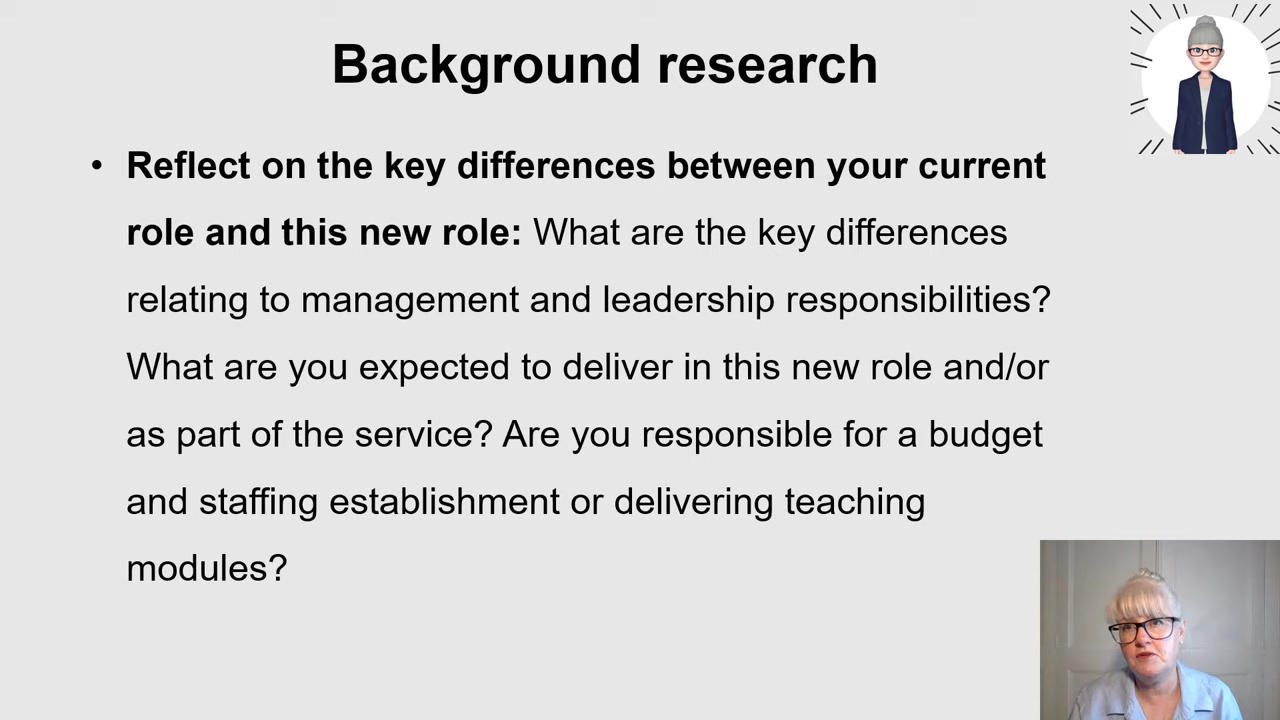 Background research
• Reflect on the key differences between your current
role and this new role: What are the key differences
relating to management and leadership responsibilities?
What are you expected to deliver in this new role and/or
as part of the service? Are you responsible for a budget
and staffing establishment or delivering teaching
modules?